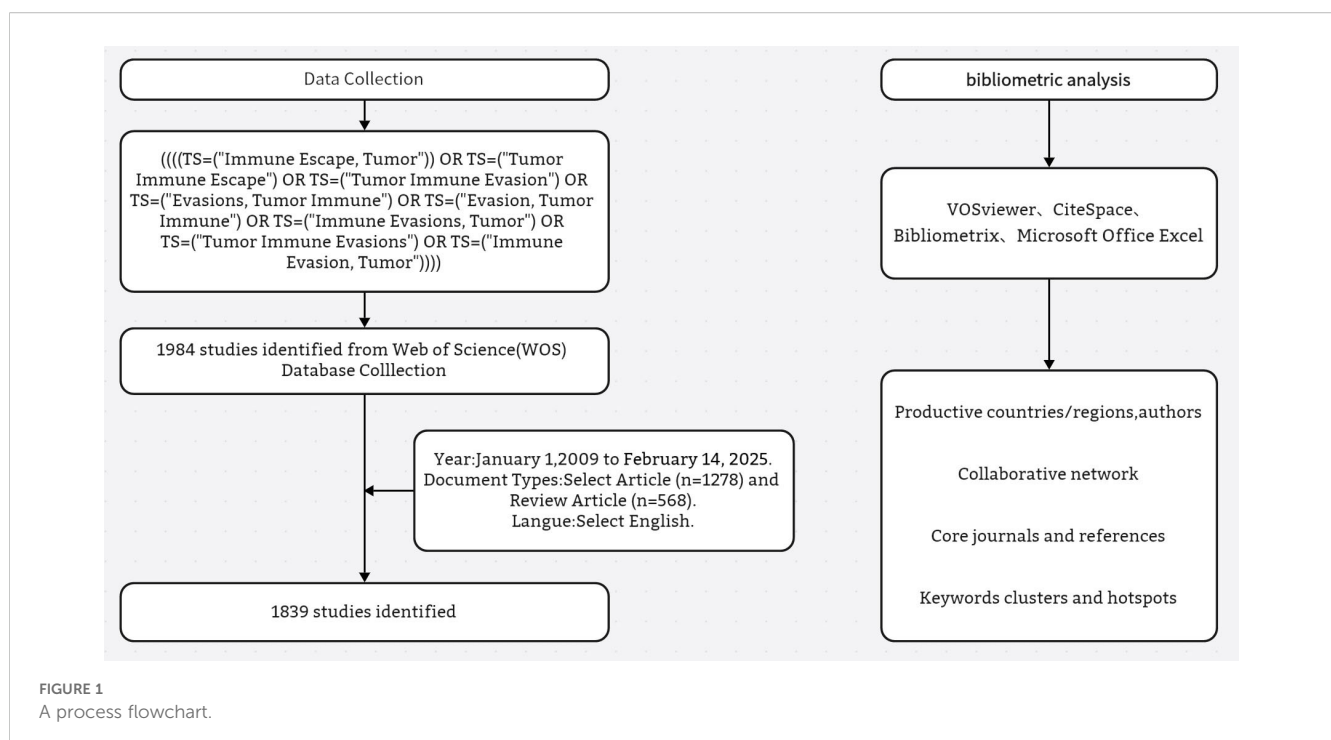 Data Collection
((((TS=("Immune Escape, Tumor")) OR TS=("Tumor
Immune Escape") OR TS=("Tumor Immune Evasion") OR
TS=("Evasions, Tumor Immune") OR TS=("Evasion, Tumor
Immune") OR TS=("Immune Evasions, Tumor") OR
TS=("Tumor Immune Evasions") OR TS=("Immune
Evasion, Tumor"))))
1984 studies identified from Web of Science(WOS)
Database Colllection
Year:January 1,2009 to February 14, 2025.
Document Types:Select Article (n=1278) and
Review Article (n=568).
Langue:Select English.
1839 studies identified
bibliometric analysis
VOSviewer、CiteSpace、
Bibliometrix、Microsoft Office Excel
Productive countries/regions,authors
Collaborative network
Core journals and references
Keywords clusters and hotspots
FIGURE 1
A process flowchart.